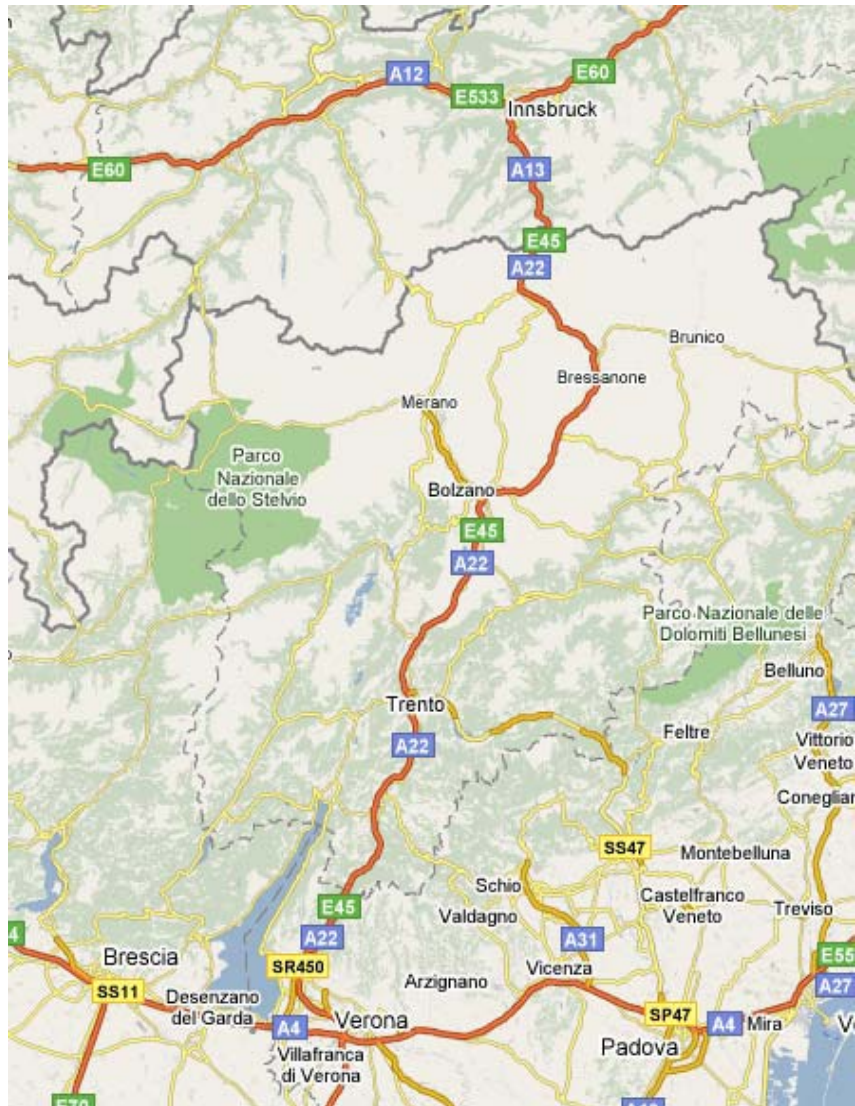 A12
E60
E533
Innsbruck
E60
A13
E45
A22
Brunico
Bressanone
Merano
Parco
Nazionale
dello Stelvio
Bolzano
E45
A22
Parco Nazionale delle
Dolomiti Bellunesi
Belluno
Trento
A27
A22
Feltre
Vittorio
Veneto
Coneglian
SS47
Montebelluna
Schio
Castelfranco
Veneto
E45
Valdagno
Treviso
4
A22
A31
Brescia
E55
SR450
Arzignano
Vicenza
SS11
A27
Desenzano
del Garda
SP47
A4
Verona
A4
Mira
Villafranca
di Verona
Padova